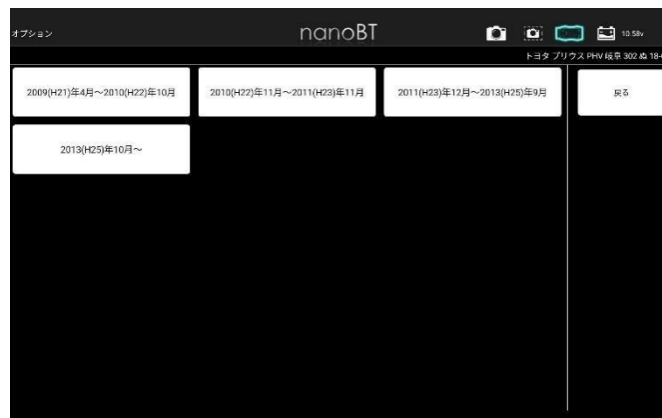 オプション
nanoBT
10.58v
トヨタ プリウス PHV 岐阜 302 ぬ 18-
2009(H21)年4月～2010(H22)年10月
2010(H22)年11月～2011(H23)年11月
2011(H23)年12月～2013(H25)年9月
戻る
2013(H25)年10月～